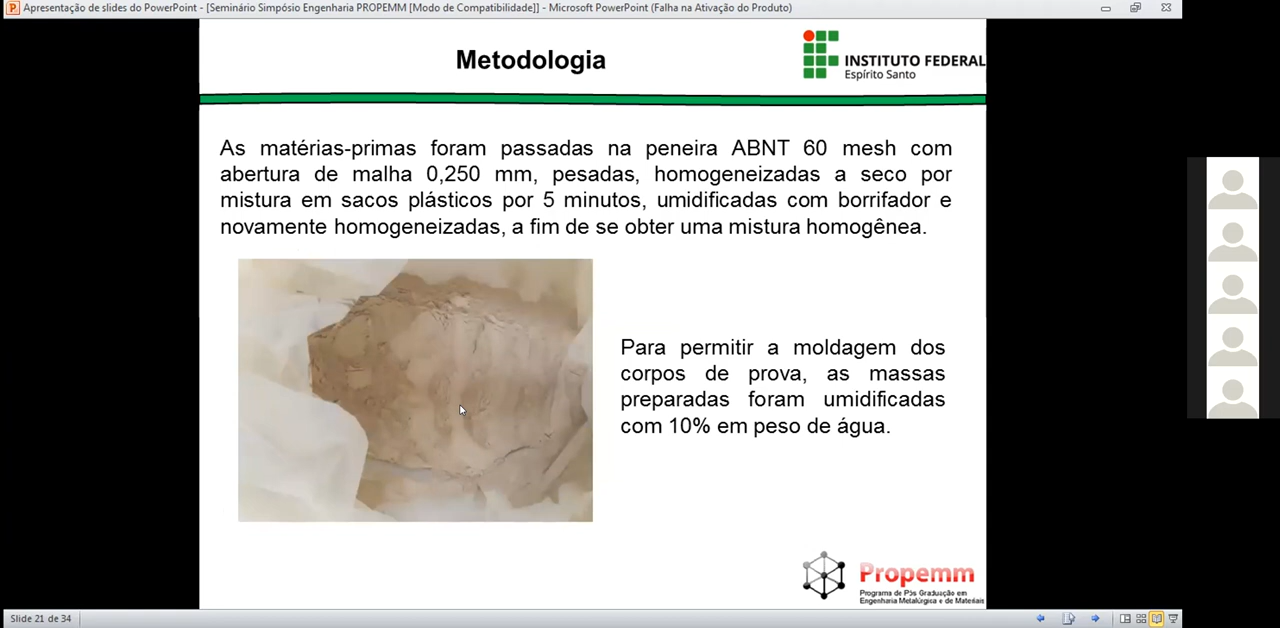 Apresentação de slides do PowerPoint - [Seminário Simpósio Engenharia PROPEMM [Modo de Compatibilidade]] - Microsoft PowerPoint (Falha na Ativação do Produto)
Metodologia
INSTITUTO FEDERAL
Espírito Santo
As matérias-primas foram passadas na peneira ABNT 60 mesh com
abertura de malha 0,250 mm, pesadas, homogeneizadas a seco por
mistura em sacos plásticos por 5 minutos, umidificadas com borrifador e
novamente homogeneizadas, a fim de se obter uma mistura homogênea.
Para permitir a moldagem dos
corpos de prova, as massas
preparadas foram umidificadas
com 10% em peso de água.
Propemm
Programa de Pós Graduação em
Engenharia Metalúrgica e de Materiais
Slide 21 de 34